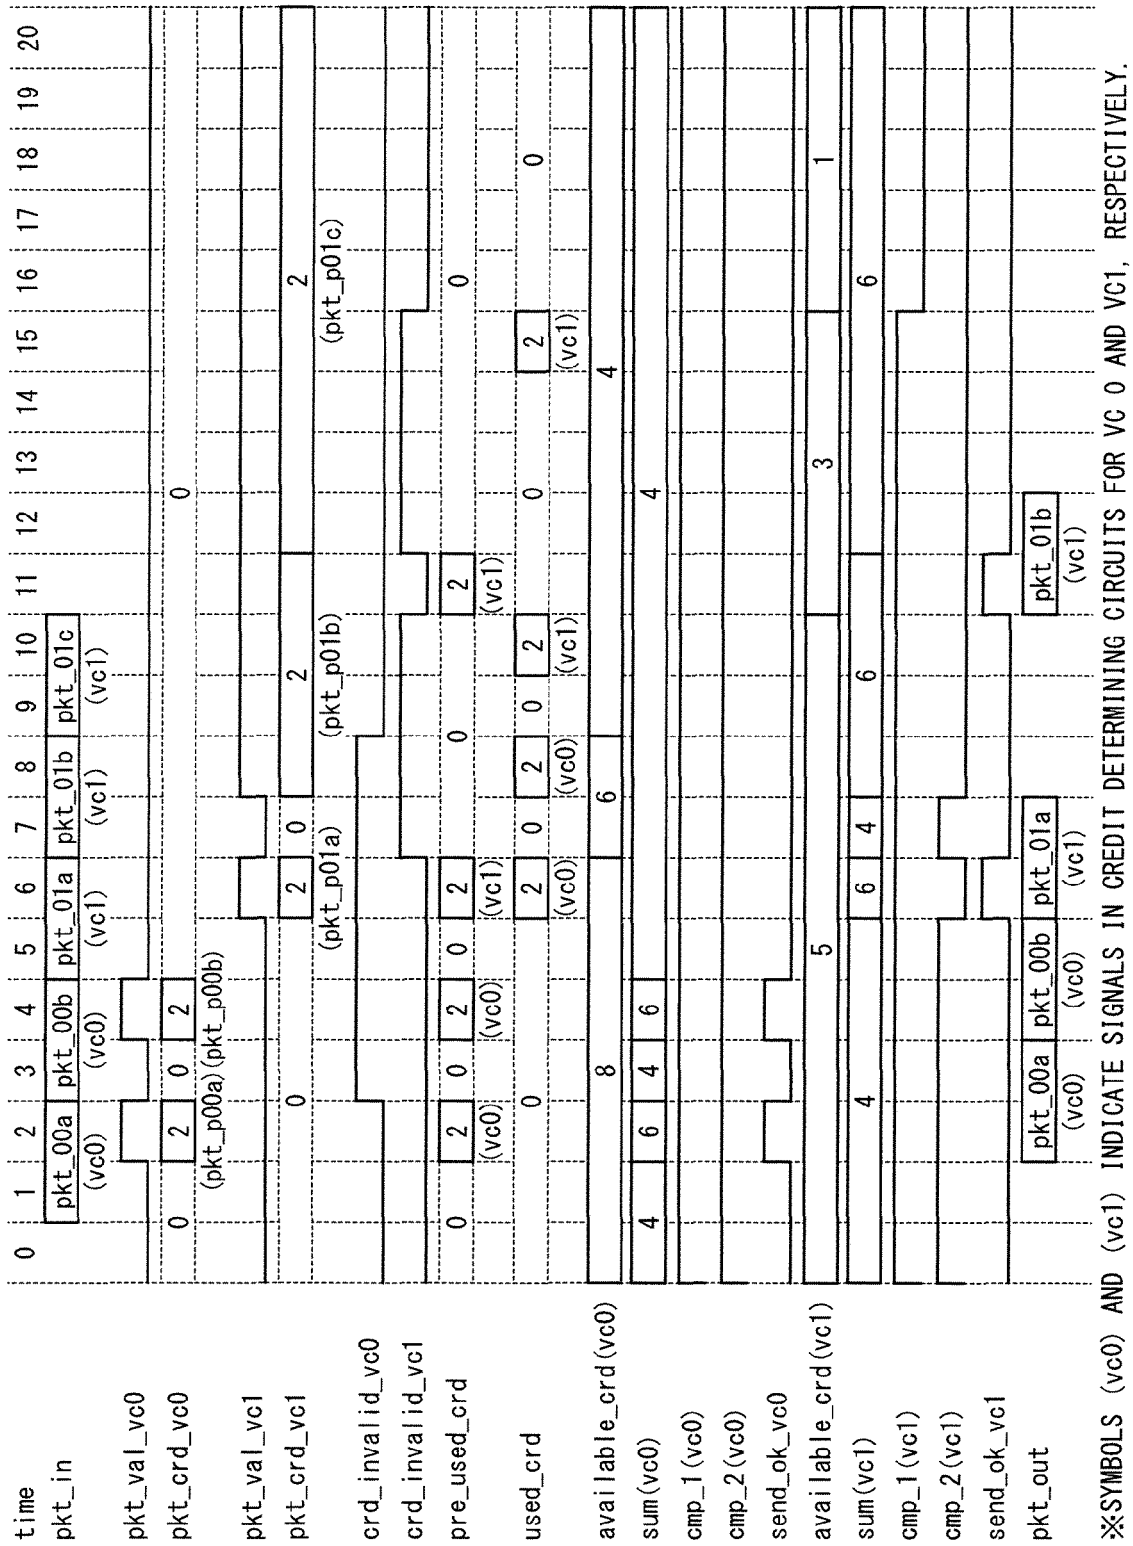 time 0 1 2 3 4 5 6 7 8 9 10 11 12 13 14 15 16 17 18 19 20
pkt_in pkt_00a pkt_00b pkt_01a pkt_01b pkt_01c
(vc0) (vc0) (vc1) (vc1) (vc1)
pkt_val_vc0
pkt_crd_vc0 0 2 0 2 0
(pkt_p00a) (pkt_p00b)
pkt_val_vc1
pkt_crd_vc1 0 2 0 2 2
(pkt_p01a) (pkt_p01b) (pkt_p01c)
crd_invalid_vc0
crd_invalid_vc1
pre_used_crd 0 2 0 2 0 2 0 2 0
(vc0) (vc0) (vc1) (vc1)
used_crd 0 2 0 2 0 2 0 2 0
(vc0) (vc0) (vc1) (vc1)
available_crd(vc0) 8 6 4
sum(vc0) 4 6 4 6 4
cmp_1(vc0)
cmp_2(vc0)
send_ok_vc0
available_crd(vc1) 5 3 1
sum(vc1) 4 6 4 6 6
cmp_1(vc1)
cmp_2(vc1)
send_ok_vc1
pkt_out pkt_00a pkt_00b pkt_01a pkt_01b
(vc0) (vc0) (vc1) (vc1)
※SYMBOLS (vc0) AND (vc1) INDICATE SIGNALS IN CREDIT DETERMINING CIRCUITS FOR VC 0 AND VC1, RESPECTIVELY.